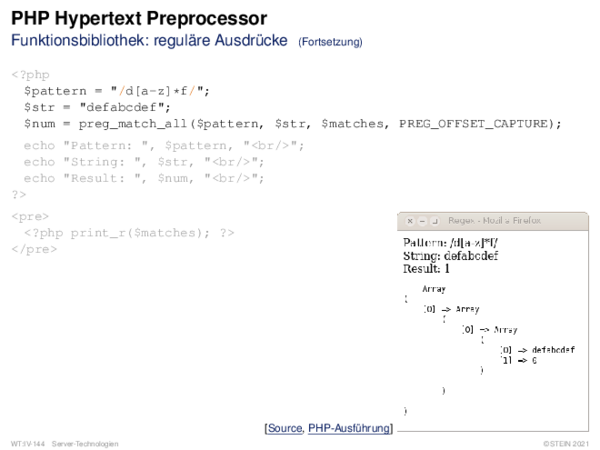 PHP Hypertext Preprocessor
Funktionsbibliothek: reguläre Ausdrücke (Fortsetzung)
<?php
$pattern = "/d[a-z]*f/";
$str = "defabcdef";
$num = preg_match_all($pattern, $str, $matches, PREG_OFFSET_CAPTURE);
echo "Pattern: ", $pattern, "<br/>";
echo "String: ", $str, "<br/>";
echo "Result: ", $num, "<br/>";
?>
<pre>
<?php print_r($matches); ?>
</pre>
Regex - Mozilla Firefox
Pattern: /d[a-z]*f/
String: defabcdef
Result: 1
Array
(
[0] => Array
(
[0] => Array
(
[0] => defabcdef
[1] => 0
)
)
)
[Source, PHP-Ausführung]
WT:IV-144 Server-Technologien
©STEIN 2021